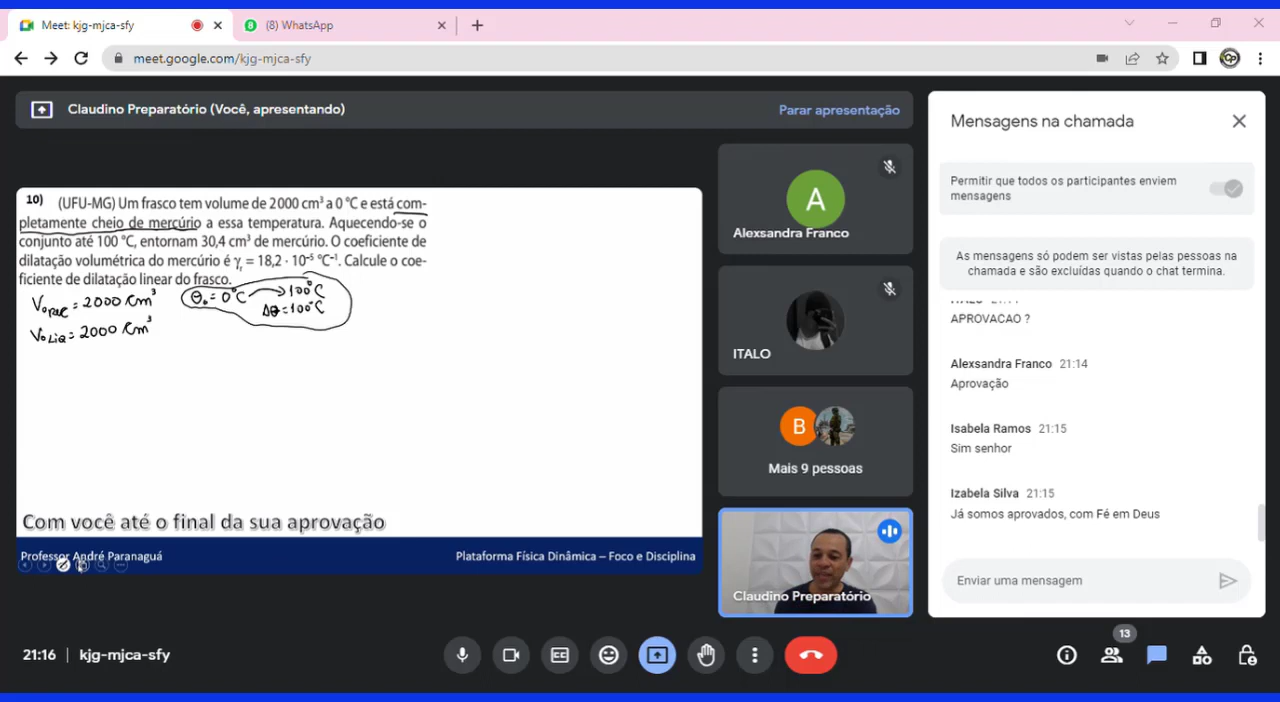 Meet: kjg-mjca-sfy
(8) WhatsApp
meet.google.com/kjg-mjca-sfy
Claudino Preparatório (Você, apresentando)
Parar apresentação
10) (UFU-MG) Um frasco tem volume de 2000 cm³ a 0 °C e está com-
pletamente cheio de mercúrio a essa temperatura. Aquecendo-se o
conjunto até 100 °C, entornam 30,4 cm³ de mercúrio. O coeficiente de
dilatação volumétrica do mercúrio é γr = 18,2 · 10⁻⁵ °C⁻¹. Calcule o coe-
ficiente de dilatação linear do frasco.
V₀ REC = 2000 cm³
θ₀ = 0°C → 100°C
Δθ = 100°C
V₀ LIQ = 2000 cm³
Com você até o final da sua aprovação
Professor André Paranaguá
Plataforma Física Dinâmica – Foco e Disciplina
A
Alexsandra Franco
ITALO
B
Mais 9 pessoas
Claudino Preparatório
Mensagens na chamada
Permitir que todos os participantes enviem
mensagens
As mensagens só podem ser vistas pelas pessoas na
chamada e são excluídas quando o chat termina.
APROVACAO ?
Alexsandra Franco 21:14
Aprovação
Isabela Ramos 21:15
Sim senhor
Izabela Silva 21:15
Já somos aprovados, com Fé em Deus
Enviar uma mensagem
21:16 | kjg-mjca-sfy
13